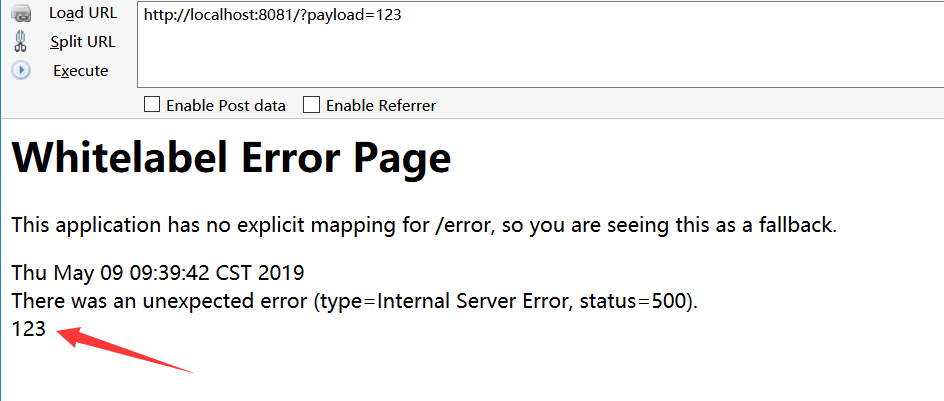 Load URL
http://localhost:8081/?payload=123
Split URL
Execute
Enable Post data
Enable Referrer
Whitelabel Error Page
This application has no explicit mapping for /error, so you are seeing this as a fallback.
Thu May 09 09:39:42 CST 2019
There was an unexpected error (type=Internal Server Error, status=500).
123